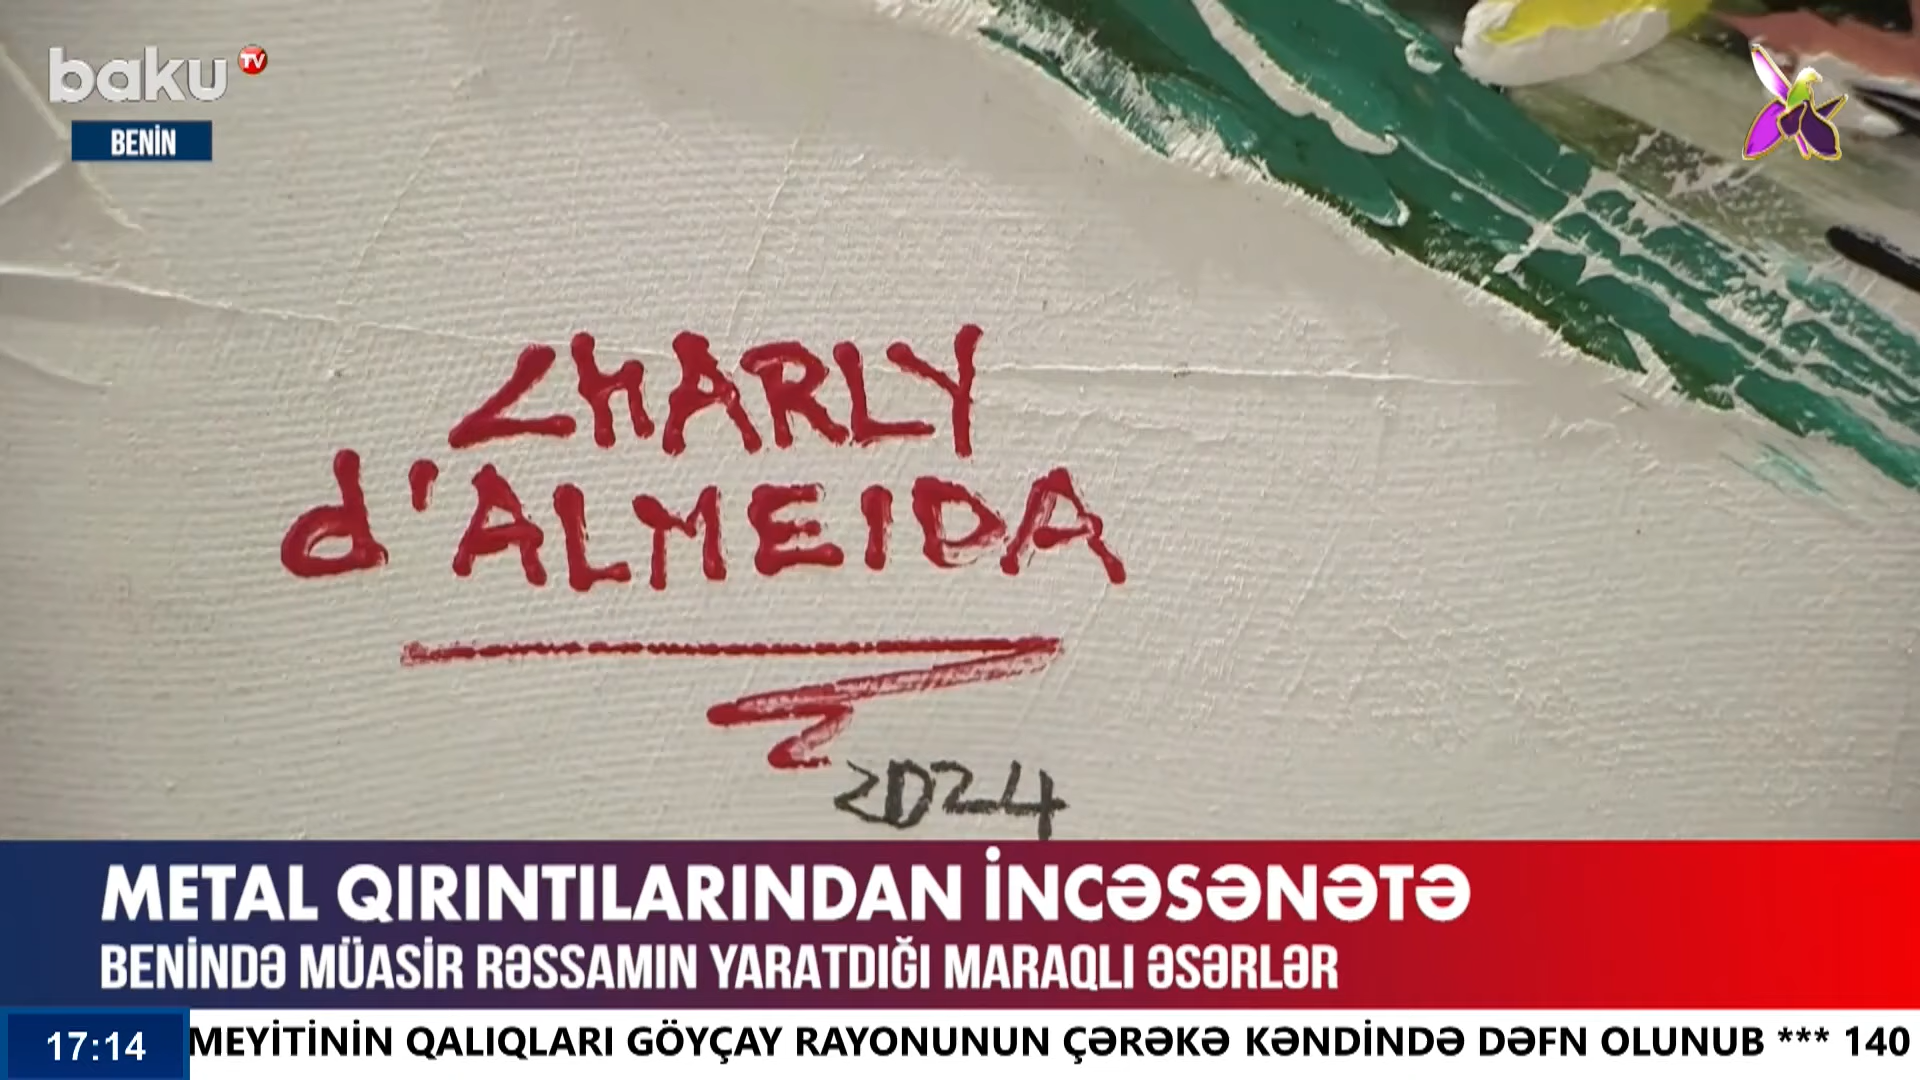 baku TV
BENİN
CHARLY
d'ALMEIDA
2024
METAL QIRINTILARINDAN İNCƏSƏNƏTƏ
BENİNDƏ MÜASİR RƏSSAMIN YARATDIĞI MARAQLI ƏSƏRLƏR
17:14
MEYİTİNİN QALIQLARI GÖYÇAY RAYONUNUN ÇƏRƏKƏ KƏNDİNDƏ DƏFN OLUNUB *** 140